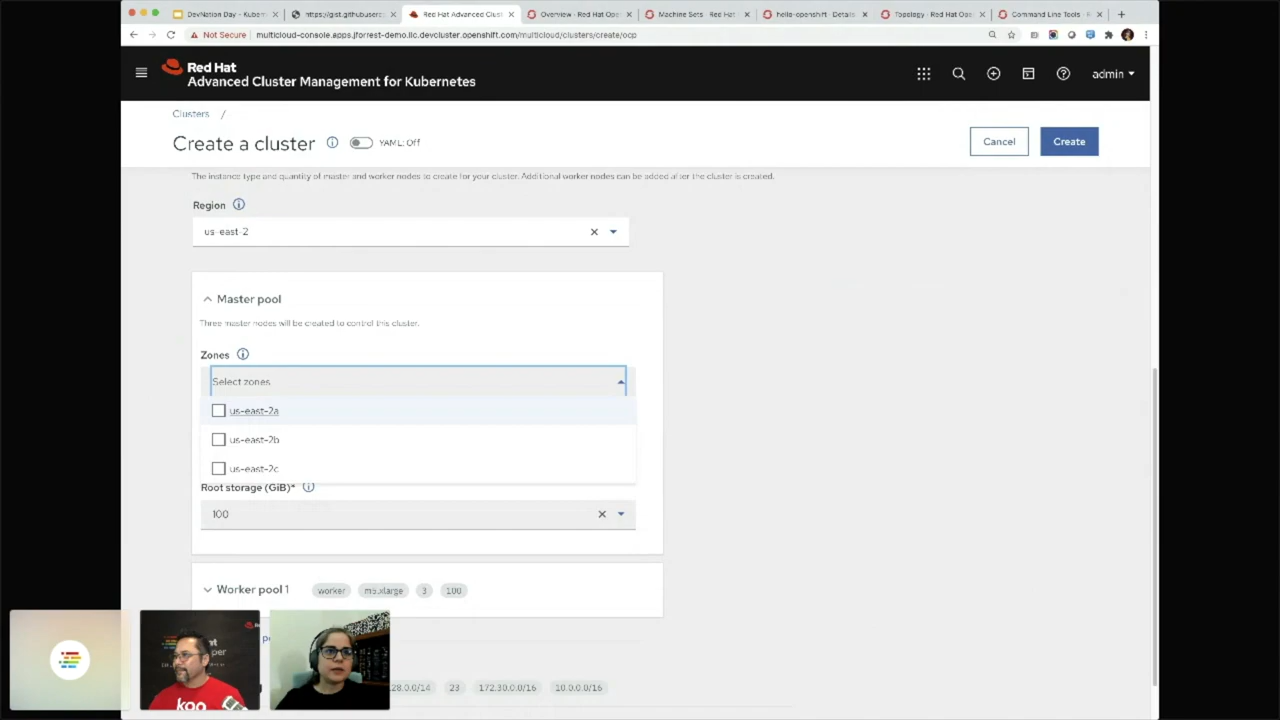 DevNation Day - Kubern
https://gist.githubuserc
Red Hat Advanced Clust
Overview · Red Hat Ope
Machine Sets · Red Hat
hello-openshift · Details
Topology · Red Hat Ope
Command Line Tools · R
Not Secure
multicloud-console.apps.jforrest-demo.llc.devcluster.openshift.com/multicloud/clusters/create/ocp
Red Hat
Advanced Cluster Management for Kubernetes
admin
Clusters /
Create a cluster
YAML: Off
Cancel
Create
The instance type and quantity of master and worker nodes to create for your cluster. Additional worker nodes can be added after the cluster is created.
Region
us-east-2
Master pool
Three master nodes will be created to control this cluster.
Zones
Select zones
us-east-2a
us-east-2b
us-east-2c
Root storage (GiB)*
100
Worker pool 1
worker
m5.xlarge
3
100
.28.0.0/14
23
172.30.0.0/16
10.0.0.0/16